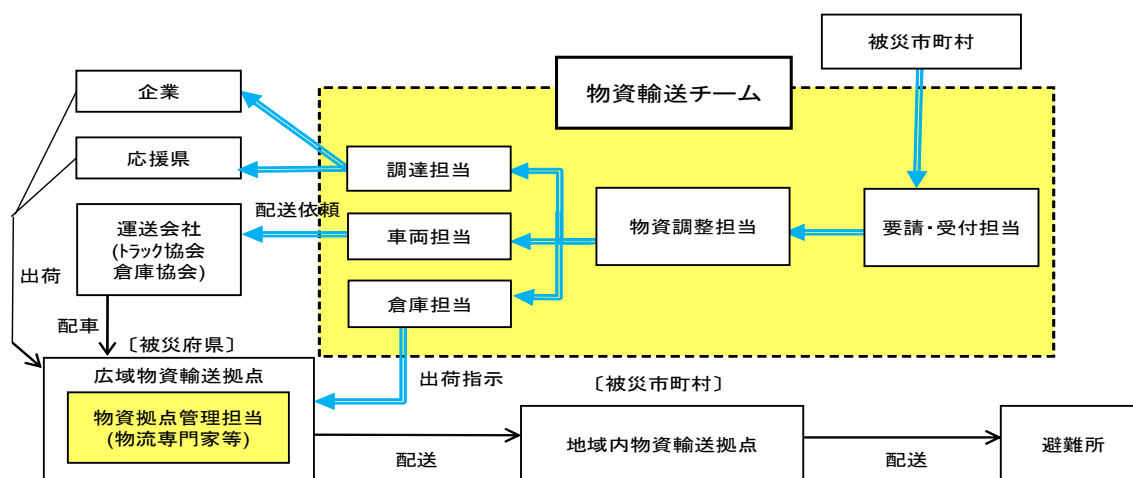 被災市町村
物資輸送チーム
企業
応援県
調達担当
配送依頼
運送会社
(トラック協会
倉庫協会)
車両担当
物資調整担当
要請・受付担当
出荷
倉庫担当
配車
〔被災府県〕
広域物資輸送拠点
出荷指示
〔被災市町村〕
物資拠点管理担当
(物流専門家等)
配送
地域内物資輸送拠点
配送
避難所